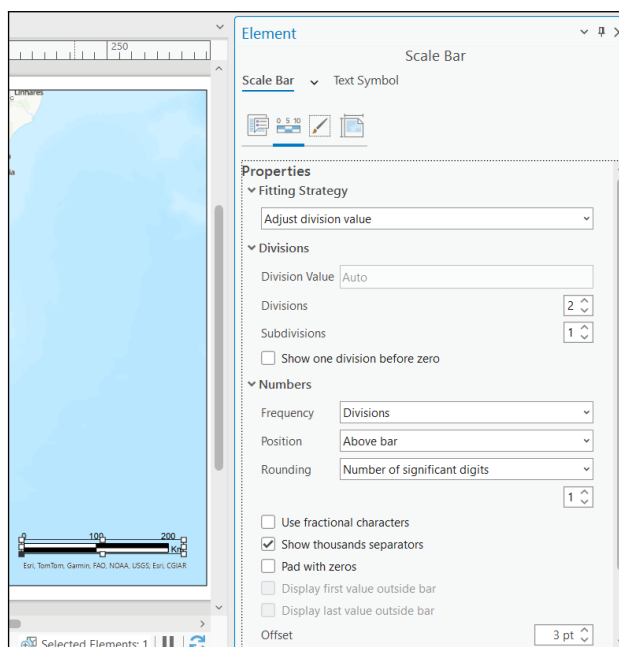 250
Linhares
0 100 200
Km
Esri, TomTom, Garmin, FAO, NOAA, USGS; Esri, CGIAR
Selected Elements: 1
Element
Scale Bar
Scale Bar Text Symbol
0 5 10
Properties
Fitting Strategy
Adjust division value
Divisions
Division Value Auto
Divisions 2
Subdivisions 1
Show one division before zero
Numbers
Frequency Divisions
Position Above bar
Rounding Number of significant digits
1
Use fractional characters
Show thousands separators
Pad with zeros
Display first value outside bar
Display last value outside bar
Offset 3 pt